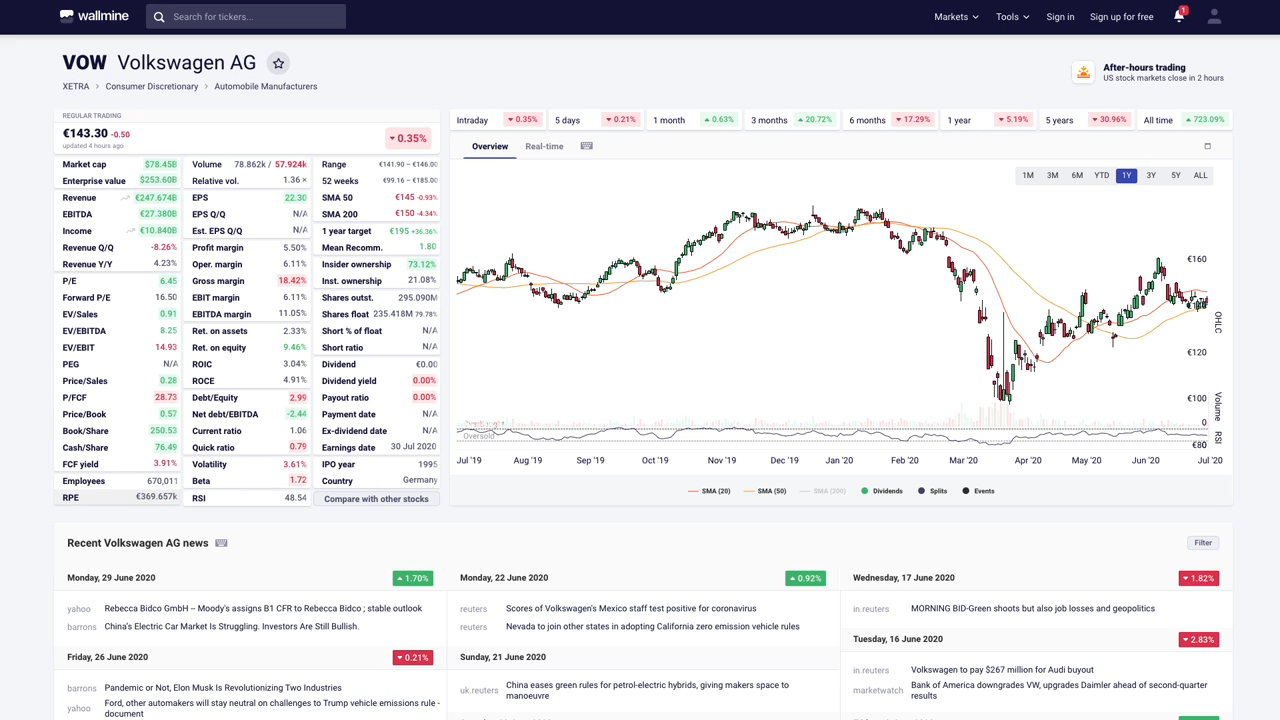 wallmine
Search for tickers...
Markets
Tools
Sign in
Sign up for free
1
VOW Volkswagen AG
XETRA > Consumer Discretionary > Automobile Manufacturers
After-hours trading
US stock markets close in 2 hours
REGULAR TRADING
€143.30 -0.50
updated 4 hours ago
0.35%
Market cap $78.45B
Enterprise value $253.60B
Revenue €247.674B
EBITDA €27.380B
Income €10.840B
Revenue Q/Q -8.26%
Revenue Y/Y 4.23%
P/E 6.45
Forward P/E 16.50
EV/Sales 0.91
EV/EBITDA 8.25
EV/EBIT 14.93
PEG N/A
Price/Sales 0.28
P/FCF 28.73
Price/Book 0.57
Book/Share 250.53
Cash/Share 76.49
FCF yield 3.91%
Employees 670,011
RPE €369.657k
Volume 78.862k / 57.924k
Relative vol. 1.36 ×
EPS 22.30
EPS Q/Q N/A
Est. EPS Q/Q N/A
Profit margin 5.50%
Oper. margin 6.11%
Gross margin 18.42%
EBIT margin 6.11%
EBITDA margin 11.05%
Ret. on assets 2.33%
Ret. on equity 9.46%
ROIC 3.04%
ROCE 4.91%
Debt/Equity 2.99
Net debt/EBITDA -2.44
Current ratio 1.06
Quick ratio 0.79
Volatility 3.61%
Beta 1.72
RSI 48.54
Range €141.90 – €146.00
52 weeks €99.16 – €185.00
SMA 50 €145 -0.93%
SMA 200 €150 -4.34%
1 year target €195 +36.36%
Mean Recomm. 1.80
Insider ownership 73.12%
Inst. ownership 21.08%
Shares outst. 295.090M
Shares float 235.418M 79.78%
Short % of float N/A
Short ratio N/A
Dividend €0.00
Dividend yield 0.00%
Payout ratio 0.00%
Payment date N/A
Ex-dividend date N/A
Earnings date 30 Jul 2020
IPO year 1995
Country Germany
Compare with other stocks
Intraday 0.35%
5 days 0.21%
1 month 0.63%
3 months 20.72%
6 months 17.29%
1 year 5.19%
5 years 30.96%
All time 723.09%
Overview
Real-time
1M 3M 6M YTD 1Y 3Y 5Y ALL
€160
€120
€100
€80
0
OHLC
Volume
RSI
Oversold
Jul '19 Aug '19 Sep '19 Oct '19 Nov '19 Dec '19 Jan '20 Feb '20 Mar '20 Apr '20 May '20 Jun '20 Jul '20
SMA (20) SMA (50) SMA (200) Dividends Splits Events
Recent Volkswagen AG news
Filter
Monday, 29 June 2020 1.70%
yahoo Rebecca Bidco GmbH -- Moody's assigns B1 CFR to Rebecca Bidco ; stable outlook
barrons China's Electric Car Market Is Struggling. Investors Are Still Bullish.
Friday, 26 June 2020 0.21%
barrons Pandemic or Not, Elon Musk Is Revolutionizing Two Industries
yahoo Ford, other automakers will stay neutral on challenges to Trump vehicle emissions rule -
document
Monday, 22 June 2020 0.92%
reuters Scores of Volkswagen's Mexico staff test positive for coronavirus
reuters Nevada to join other states in adopting California zero emission vehicle rules
Sunday, 21 June 2020
uk.reuters China eases green rules for petrol-electric hybrids, giving makers space to
manoeuvre
Wednesday, 17 June 2020 1.82%
in.reuters MORNING BID-Green shoots but also job losses and geopolitics
Tuesday, 16 June 2020 2.83%
in.reuters Volkswagen to pay $267 million for Audi buyout
marketwatch Bank of America downgrades VW, upgrades Daimler ahead of second-quarter
results